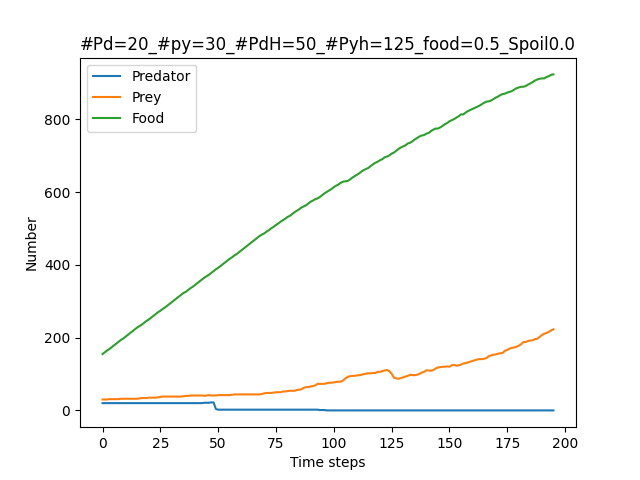 #Pd=20_#py=30_#PdH=50_#Pyh=125_food=0.5_Spoil0.0
Predator
Prey
Food
800
600
400
200
0
Number
0 25 50 75 100 125 150 175 200
Time steps